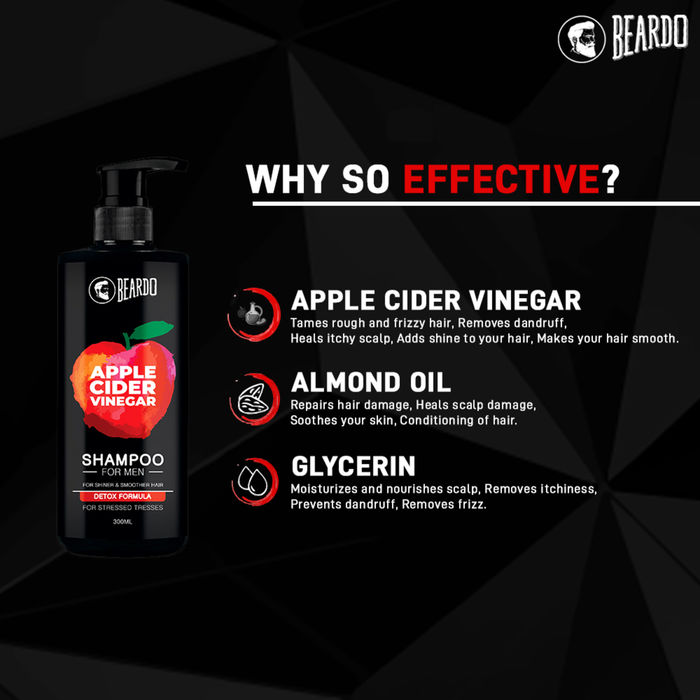 BEARDO
WHY SO EFFECTIVE?
BEARDO
APPLE
CIDER
VINEGAR
SHAMPOO
FOR MEN
FOR SHINER & SMOOTHER HAIR
DETOX FORMULA
FOR STRESSED TRESSES
300ML
APPLE CIDER VINEGAR
Tames rough and frizzy hair, Removes dandruff,
Heals itchy scalp, Adds shine to your hair, Makes your hair smooth.
ALMOND OIL
Repairs hair damage, Heals scalp damage,
Soothes your skin, Conditioning of hair.
GLYCERIN
Moisturizes and nourishes scalp, Removes itchiness,
Prevents dandruff, Removes frizz.